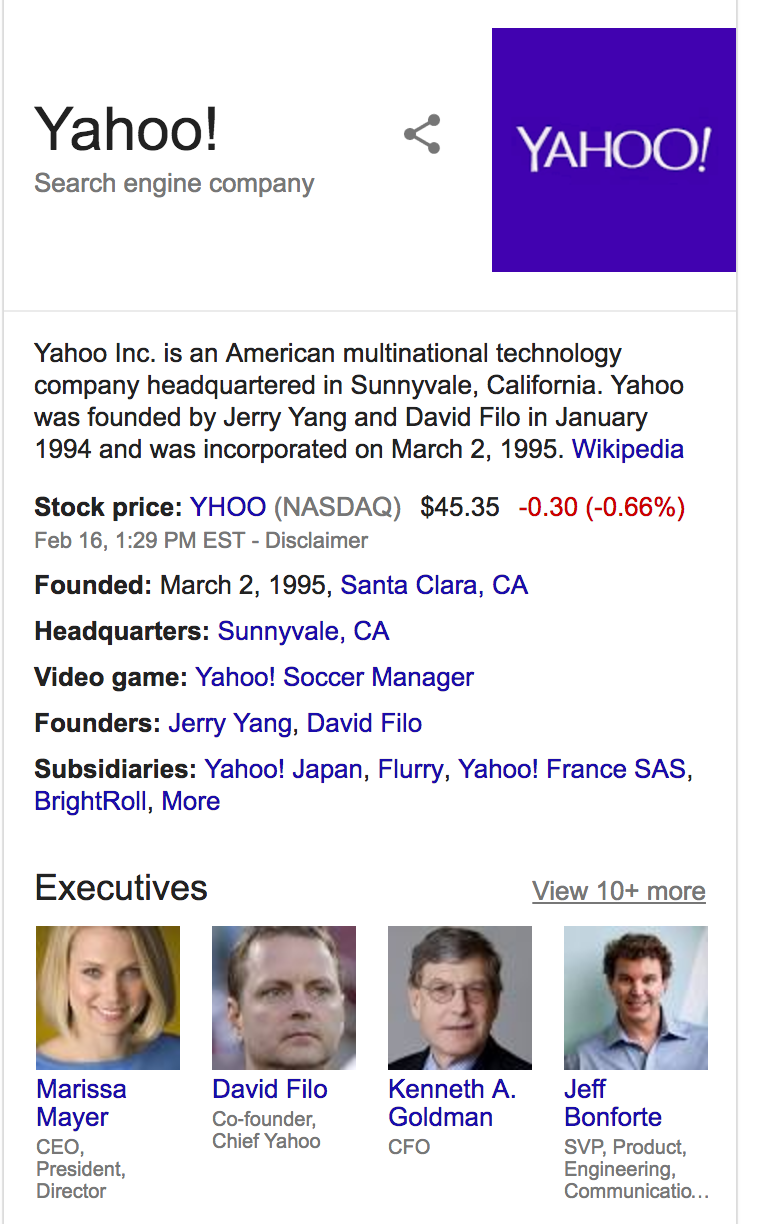 Yahoo!
Search engine company
YAHOO!
Yahoo Inc. is an American multinational technology
company headquartered in Sunnyvale, California. Yahoo
was founded by Jerry Yang and David Filo in January
1994 and was incorporated on March 2, 1995. Wikipedia
Stock price: YHOO (NASDAQ) $45.35 -0.30 (-0.66%)
Feb 16, 1:29 PM EST - Disclaimer
Founded: March 2, 1995, Santa Clara, CA
Headquarters: Sunnyvale, CA
Video game: Yahoo! Soccer Manager
Founders: Jerry Yang, David Filo
Subsidiaries: Yahoo! Japan, Flurry, Yahoo! France SAS,
BrightRoll, More
Executives
View 10+ more
Marissa
Mayer
CEO,
President,
Director
David Filo
Co-founder,
Chief Yahoo
Kenneth A.
Goldman
CFO
Jeff
Bonforte
SVP, Product,
Engineering,
Communicatio...